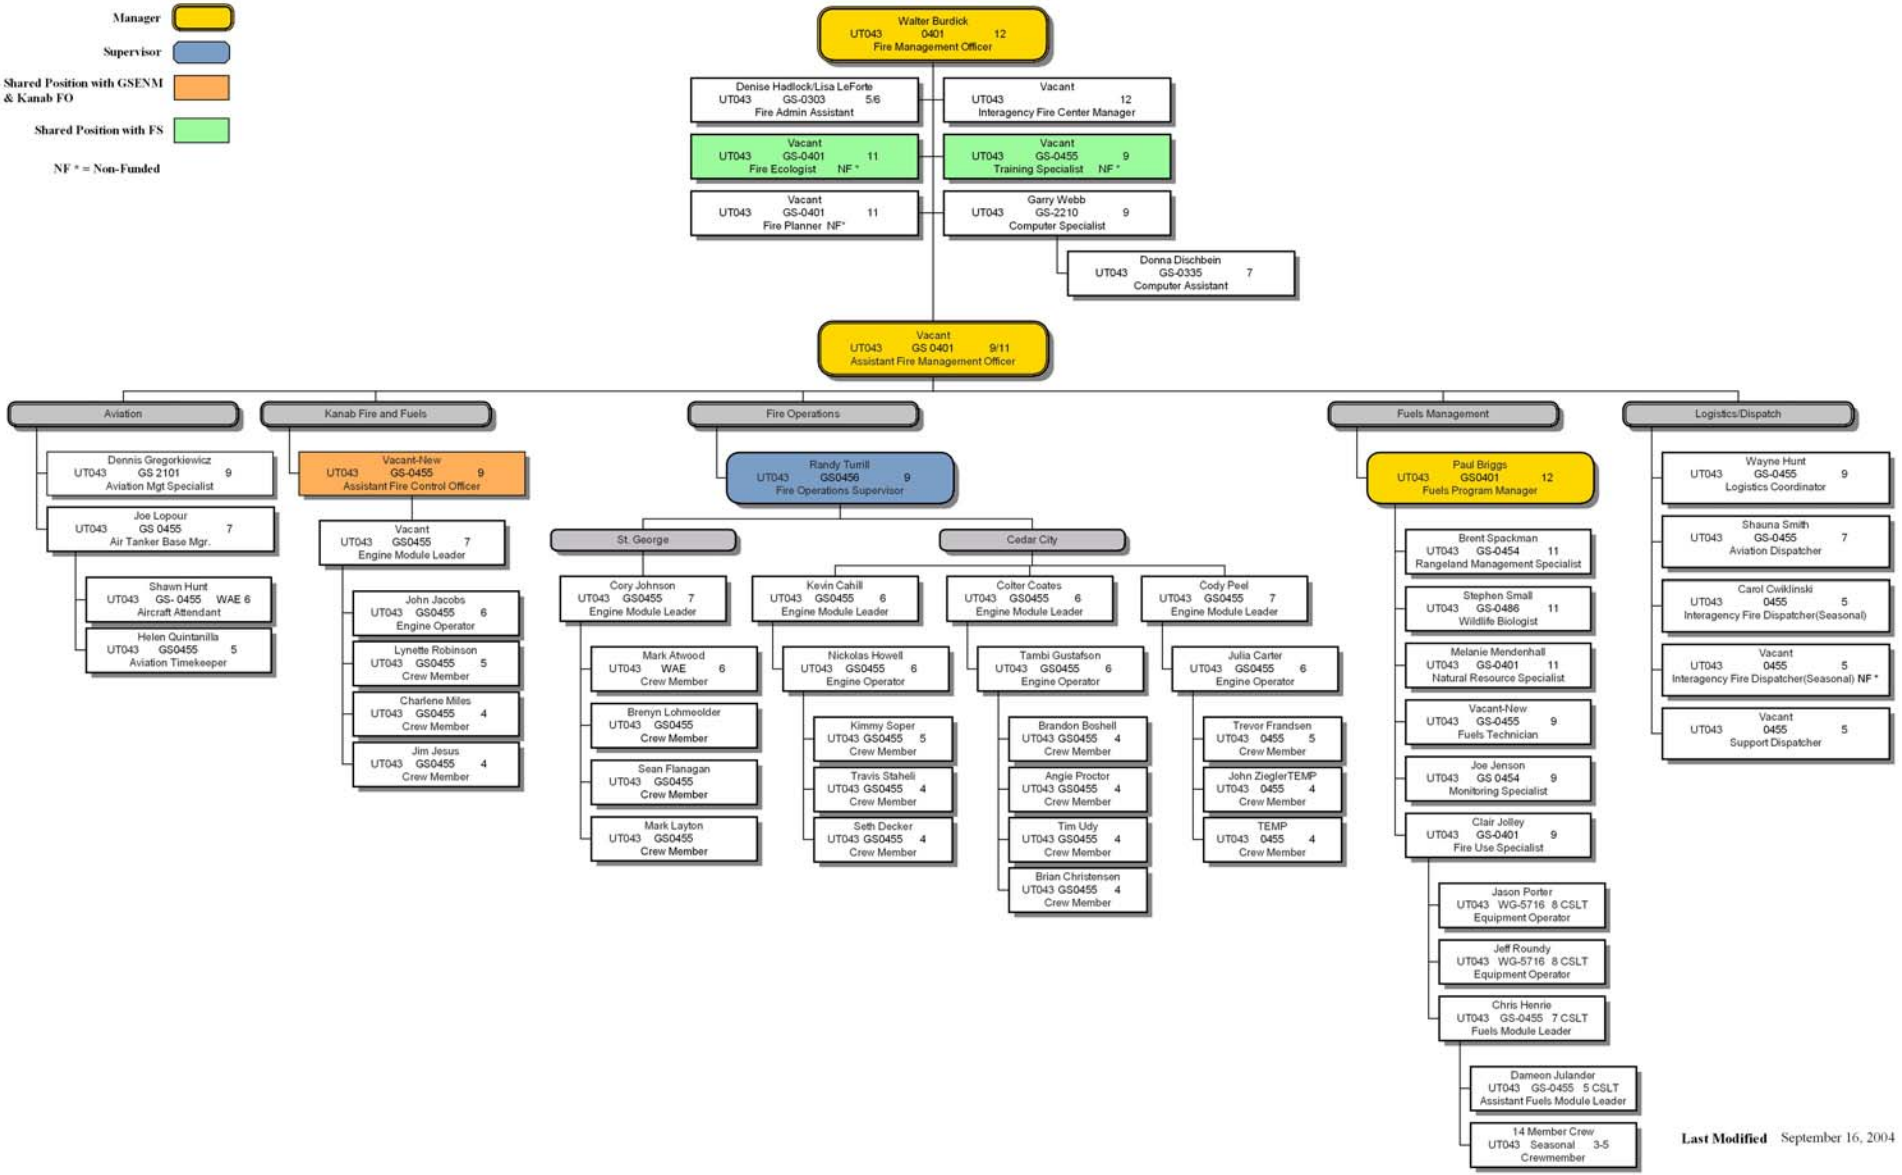 Manager
Supervisor
Shared Position with GSENM
& Kanab FO
Shared Position with FS
NF * = Non-Funded
Walter Burdick
UT043 0401 12
Fire Management Officer
Denise Hadlock/Lisa LeForte
UT043 GS-0303 5/6
Fire Admin Assistant
Vacant
UT043 12
Interagency Fire Center Manager
Vacant
UT043 GS-0401 11
Fire Ecologist NF *
Vacant
UT043 GS-0455 9
Training Specialist NF *
Vacant
UT043 GS-0401 11
Fire Planner NF*
Garry Webb
UT043 GS-2210 9
Computer Specialist
Donna Dischbein
UT043 GS-0335 7
Computer Assistant
Vacant
UT043 GS 0401 9/11
Assistant Fire Management Officer
Aviation
Dennis Gregorkiewicz
UT043 GS 2101 9
Aviation Mgt Specialist
Joe Lopour
UT043 GS 0455 7
Air Tanker Base Mgr.
Shawn Hunt
UT043 GS- 0455 WAE 6
Aircraft Attendant
Helen Quintanilla
UT043 GS0455 5
Aviation Timekeeper
Kanab Fire and Fuels
Vacant-New
UT043 GS-0455 9
Assistant Fire Control Officer
Vacant
UT043 GS0455 7
Engine Module Leader
John Jacobs
UT043 GS0455 6
Engine Operator
Lynette Robinson
UT043 GS0455 5
Crew Member
Charlene Miles
UT043 GS0455 4
Crew Member
Jim Jesus
UT043 GS0455 4
Crew Member
Fire Operations
Randy Turrill
UT043 GS0456 9
Fire Operations Supervisor
St. George
Cory Johnson
UT043 GS0455 7
Engine Module Leader
Mark Atwood
UT043 WAE 6
Crew Member
Brenyn Lohmeolder
UT043 GS0455
Crew Member
Sean Flanagan
UT043 GS0455
Crew Member
Mark Layton
UT043 GS0455
Crew Member
Cedar City
Kevin Cahill
UT043 GS0455 6
Engine Module Leader
Nickolas Howell
UT043 GS0455 6
Engine Operator
Kimmy Soper
UT043 GS0455 5
Crew Member
Travis Staheli
UT043 GS0455 4
Crew Member
Seth Decker
UT043 GS0455 4
Crew Member
Colter Coates
UT043 GS0455 6
Engine Module Leader
Tambi Gustafson
UT043 GS0455 6
Engine Operator
Brandon Boshell
UT043 GS0455 4
Crew Member
Angie Proctor
UT043 GS0455 4
Crew Member
Tim Udy
UT043 GS0455 4
Crew Member
Brian Christensen
UT043 GS0455 4
Crew Member
Cody Peel
UT043 GS0455 7
Engine Module Leader
Julia Carter
UT043 GS0455 6
Engine Operator
Trevor Frandsen
UT043 0455 5
Crew Member
John ZieglerTEMP
UT043 0455 4
Crew Member
TEMP
UT043 0455 4
Crew Member
Fuels Management
Paul Briggs
UT043 GS0401 12
Fuels Program Manager
Brent Spackman
UT043 GS-0454 11
Rangeland Management Specialist
Stephen Small
UT043 GS-0486 11
Wildlife Biologist
Melanie Mendenhall
UT043 GS-0401 11
Natural Resource Specialist
Vacant-New
UT043 GS-0455 9
Fuels Technician
Joe Jenson
UT043 GS 0454 9
Monitoring Specialist
Clair Jolley
UT043 GS-0401 9
Fire Use Specialist
Jason Porter
UT043 WG-5716 8 CSLT
Equipment Operator
Jeff Roundy
UT043 WG-5716 8 CSLT
Equipment Operator
Chris Henrie
UT043 GS-0455 7 CSLT
Fuels Module Leader
Dameon Julander
UT043 GS-0455 5 CSLT
Assistant Fuels Module Leader
14 Member Crew
UT043 Seasonal 3-5
Crewmember
Logistics/Dispatch
Wayne Hunt
UT043 GS-0455 9
Logistics Coordinator
Shauna Smith
UT043 GS-0455 7
Aviation Dispatcher
Carol Cwiklinski
UT043 0455 5
Interagency Fire Dispatcher(Seasonal)
Vacant
UT043 0455 5
Interagency Fire Dispatcher(Seasonal) NF *
Vacant
UT043 0455 5
Support Dispatcher
Last Modified September 16, 2004